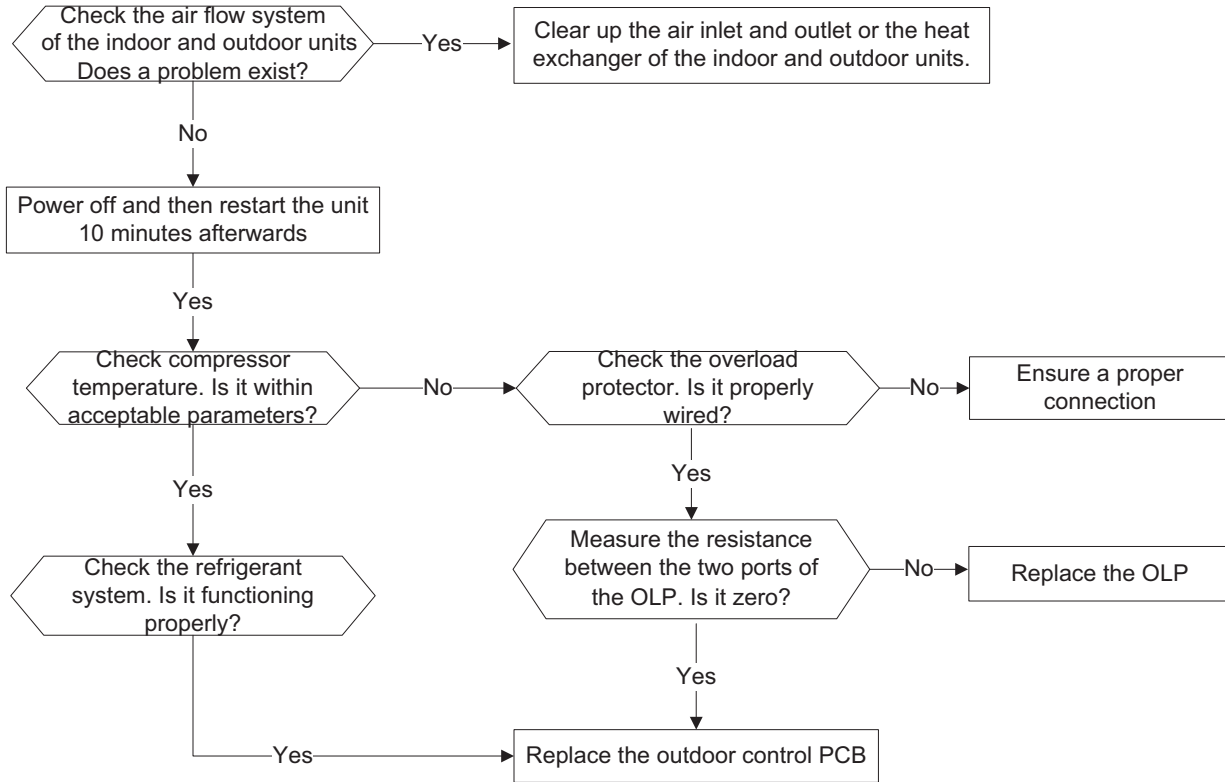 Check the air flow system
of the indoor and outdoor units
Does a problem exist?
Yes
Clear up the air inlet and outlet or the heat
exchanger of the indoor and outdoor units.
No
Power off and then restart the unit
10 minutes afterwards
Yes
Check compressor
temperature. Is it within
acceptable parameters?
No
Check the overload
protector. Is it properly
wired?
No
Ensure a proper
connection
Yes
Yes
Check the refrigerant
system. Is it functioning
properly?
Measure the resistance
between the two ports of
the OLP. Is it zero?
No
Replace the OLP
Yes
Yes
Replace the outdoor control PCB